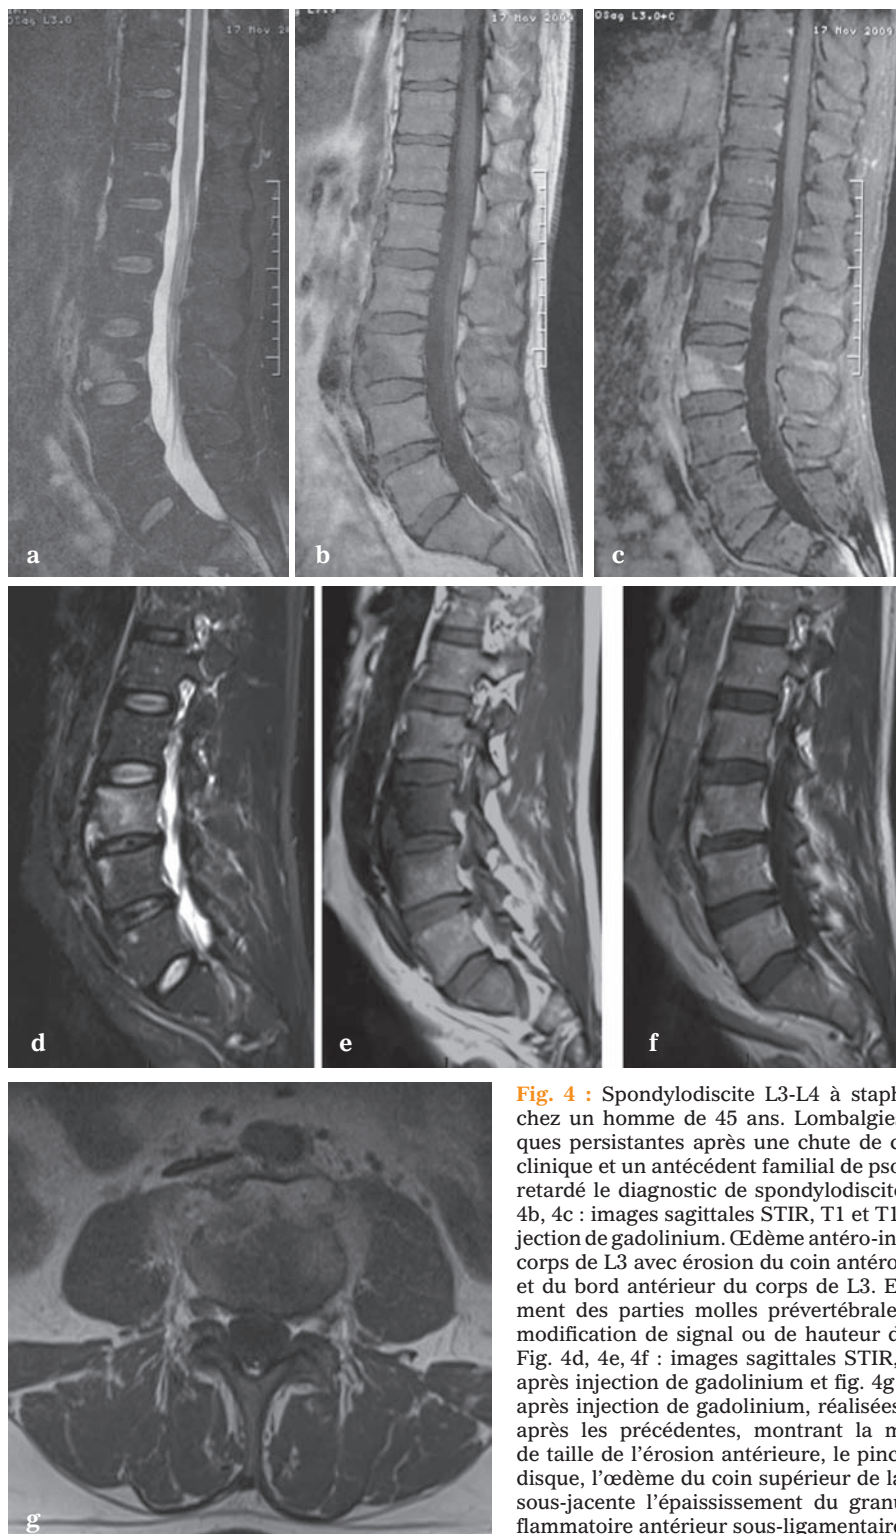 OSag L3.0
17 Nov 20
17 Nov 2009
OSag L3.0+C
17 Nov 2009
a
b
c
d
e
f
g
Fig. 4 : Spondylodiscite L3-L4 à staph
chez un homme de 45 ans. Lombalgies
ques persistantes après une chute de c
clinique et un antécédent familial de pso
retardé le diagnostic de spondylodiscite
4b, 4c : images sagittales STIR, T1 et T1
jection de gadolinium. Œdème antéro-in
corps de L3 avec érosion du coin antéro
et du bord antérieur du corps de L3. E
ment des parties molles prévertébrale
modification de signal ou de hauteur d
Fig. 4d, 4e, 4f : images sagittales STIR,
après injection de gadolinium et fig. 4g
après injection de gadolinium, réalisées
après les précédentes, montrant la m
de taille de l'érosion antérieure, le pinc
disque, l'œdème du coin supérieur de la
sous-jacente l'épaississement du granu
flammatoire antérieur sous-ligamentaire